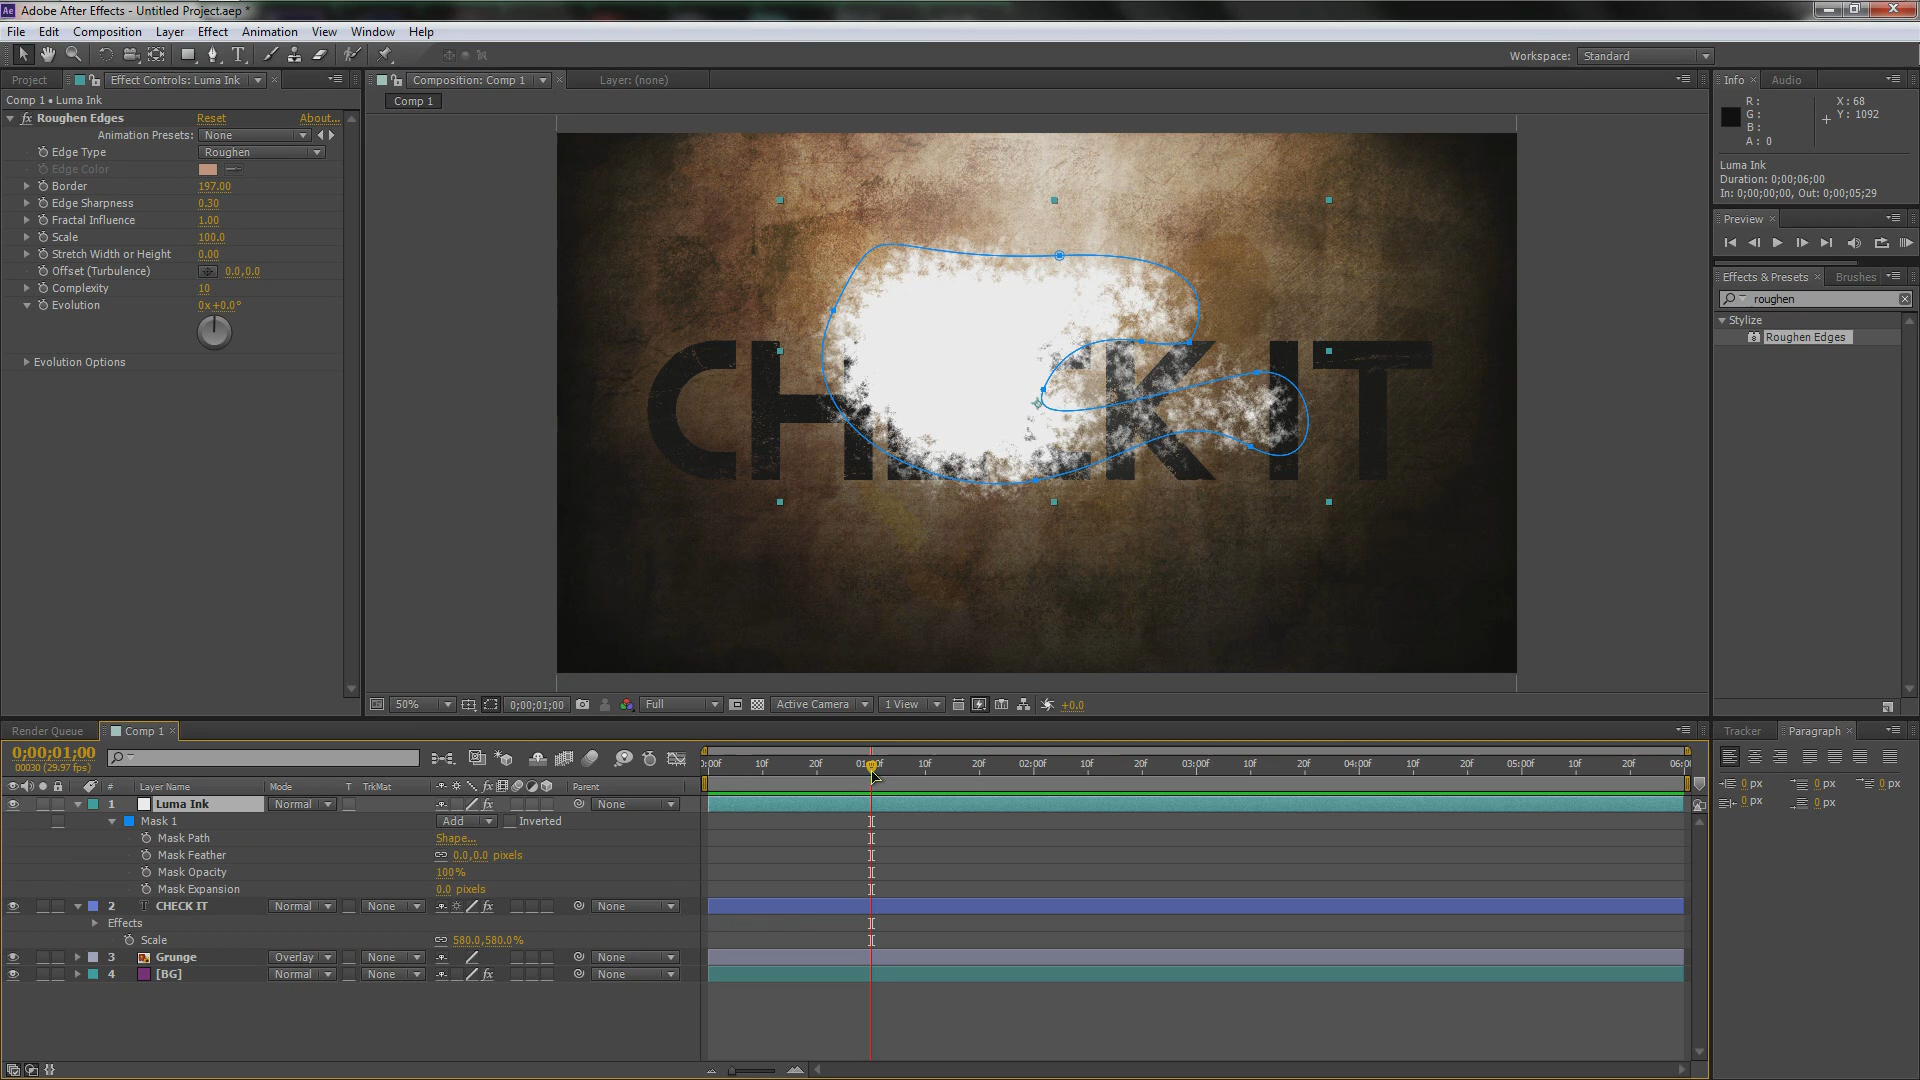 Adobe After Effects - Untitled Project.aep *
File Edit Composition Layer Effect Animation View Window Help
Workspace: Standard
Project Effect Controls: Luma Ink
Comp 1 • Luma Ink
fx Roughen Edges Reset About...
Animation Presets: None
Edge Type Roughen
Edge Color
Border 197.00
Edge Sharpness 0.30
Fractal Influence 1.00
Scale 100.0
Stretch Width or Height 0.00
Offset (Turbulence) 0.0,0.0
Complexity 10
Evolution 0x+0.0°
Evolution Options
Composition: Comp 1 Layer: (none)
Comp 1
CHECK IT
50% 0;00;01;00 Full Active Camera 1 View +0.0
Info Audio
R: X: 68
G: Y: 1092
B:
A: 0
Luma Ink
Duration: 0;00;06;00
In: 0;00;00;00, Out: 0;00;05;29
Preview
Effects & Presets Brushes
roughen
Stylize
Roughen Edges
Render Queue Comp 1
0;00;01;00
00030 (29.97 fps)
:00F 10f 20f 01:00f 10f 20f 02:00f 10f 20f 03:00f 10f 20f 04:00f 10f 20f 05:00f 10f 20f 06:0
# Layer Name Mode T TrkMat Parent
1 Luma Ink Normal fx None
Mask 1 Add Inverted
Mask Path Shape...
Mask Feather 0.0,0.0 pixels
Mask Opacity 100%
Mask Expansion 0.0 pixels
2 T CHECK IT Normal None fx None
Effects
Scale 580.0,580.0%
3 Grunge Overlay None None
4 [BG] Normal None fx None
Tracker Paragraph
0 px 0 px 0 px
0 px 0 px